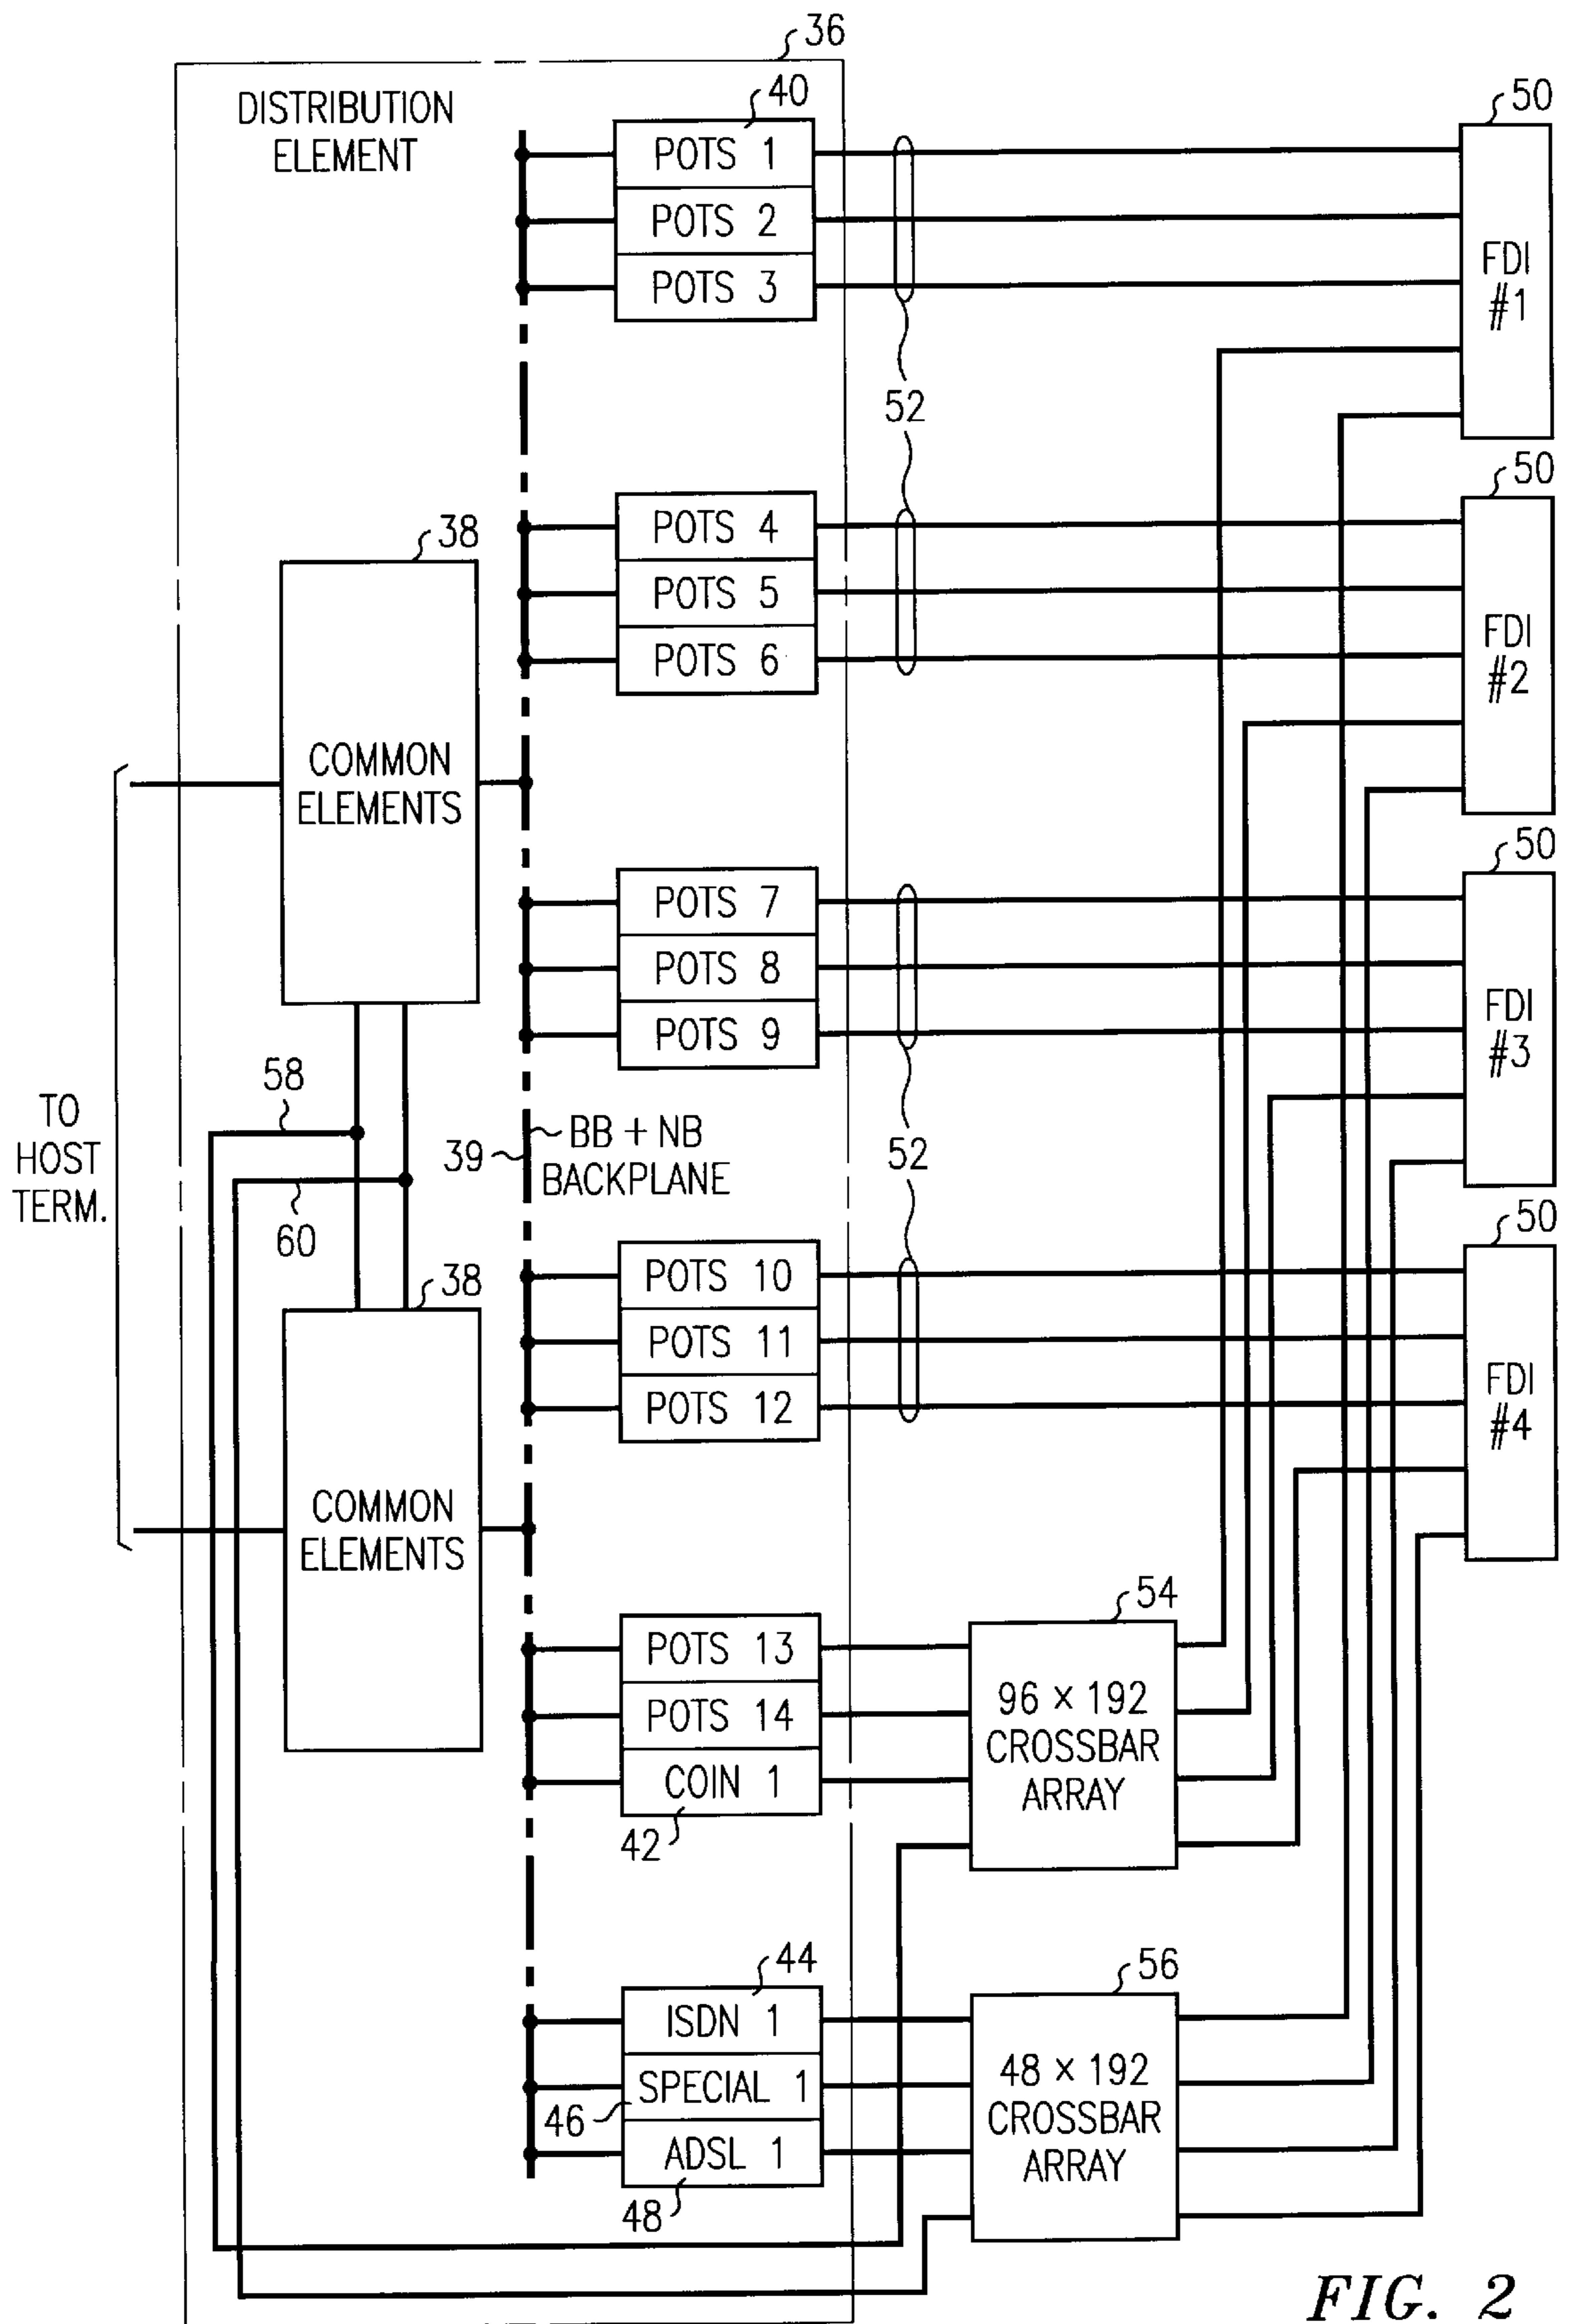 36
DISTRIBUTION
ELEMENT
40
POTS 1
POTS 2
POTS 3
52
50
FDI
#1
POTS 4
POTS 5
POTS 6
50
FDI
#2
38
COMMON
ELEMENTS
POTS 7
POTS 8
POTS 9
50
FDI
#3
TO
HOST
TERM.
58
60
39
BB + NB
BACKPLANE
52
38
COMMON
ELEMENTS
POTS 10
POTS 11
POTS 12
50
FDI
#4
POTS 13
POTS 14
COIN 1
42
54
96 × 192
CROSSBAR
ARRAY
44
ISDN 1
SPECIAL 1
46
ADSL 1
48
56
48 × 192
CROSSBAR
ARRAY
FIG. 2